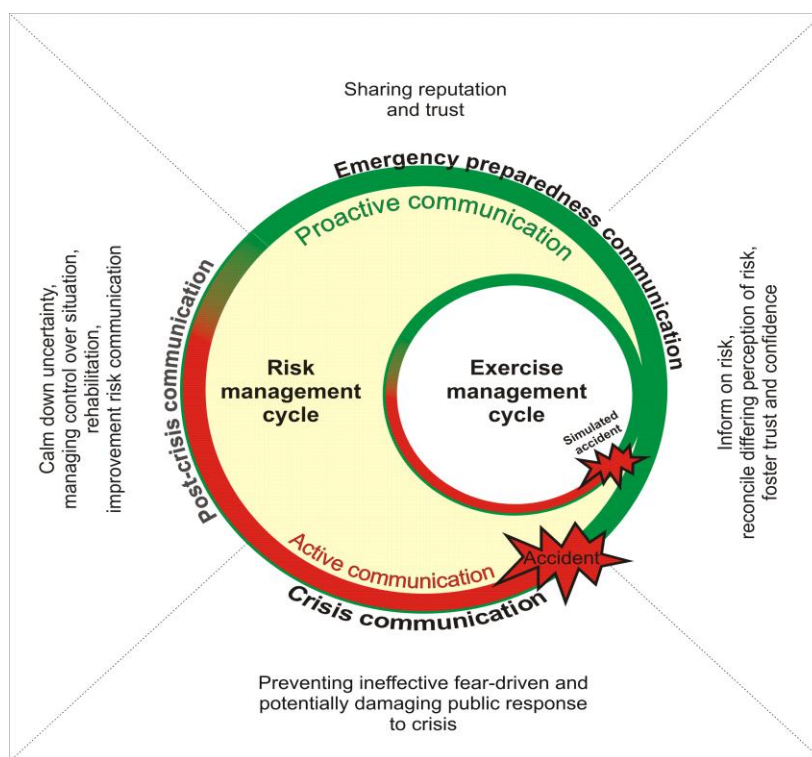 Sharing reputation
and trust
Emergency preparedness communication
Proactive communication
Calm down uncertainty,
managing control over situation,
rehabilitation,
improvement risk communication
Post-crisis communication
Risk
management
cycle
Exercise
management
cycle
Simulated
accident
Inform on risk,
reconcile differing perception of risk,
foster trust and confidence
Accident
Active communication
Crisis communication
Preventing ineffective fear-driven and
potentially damaging public response
to crisis